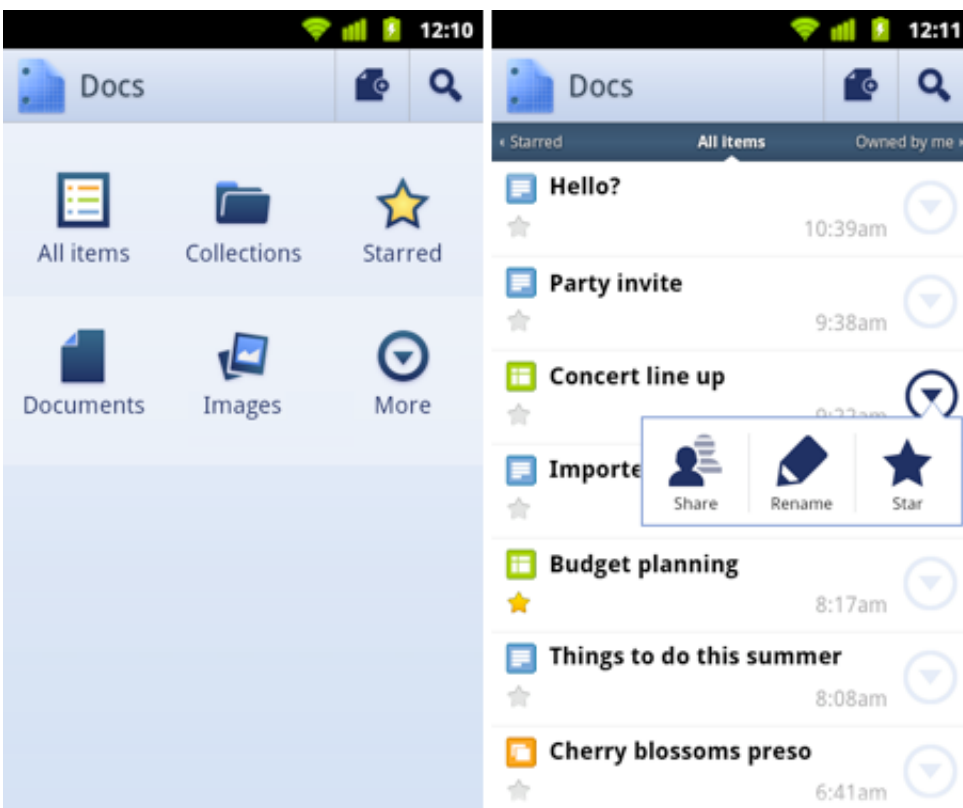 12:10
Docs
All items
Collections
Starred
Documents
Images
More
12:11
Docs
‹ Starred
All items
Owned by me ›
Hello?
10:39am
Party invite
9:38am
Concert line up
9:22am
Importe
Share
Rename
Star
Budget planning
8:17am
Things to do this summer
8:08am
Cherry blossoms preso
6:41am